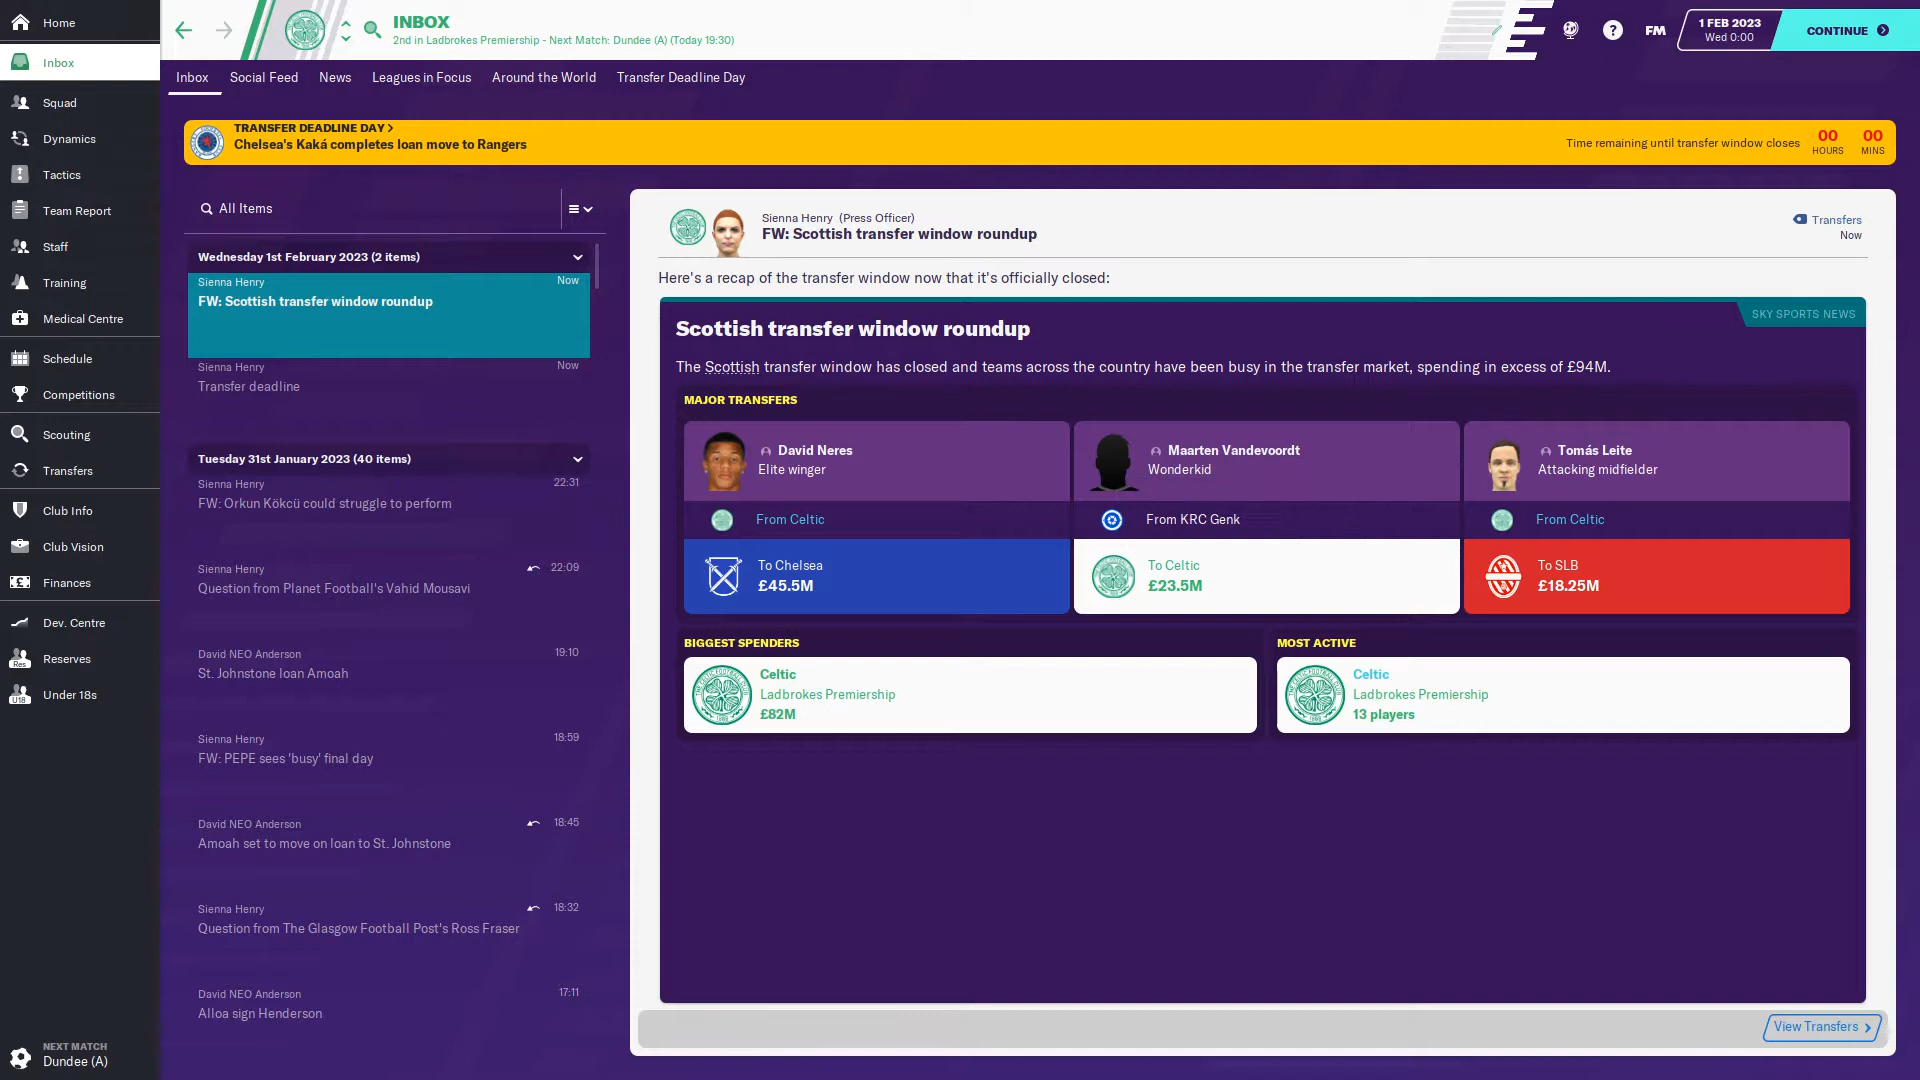 Home
Inbox
Squad
Dynamics
Tactics
Team Report
Staff
Training
Medical Centre
Schedule
Competitions
Scouting
Transfers
Club Info
Club Vision
Finances
Dev. Centre
Res
Reserves
U18
Under 18s
NEXT MATCH
Dundee (A)
INBOX
2nd in Ladbrokes Premiership - Next Match: Dundee (A) (Today 19:30)
?
FM
1 FEB 2023
Wed 0:00
CONTINUE
Inbox
Social Feed
News
Leagues in Focus
Around the World
Transfer Deadline Day
TRANSFER DEADLINE DAY >
Chelsea's Kaká completes loan move to Rangers
Time remaining until transfer window closes
00
HOURS
00
MINS
All Items
Wednesday 1st February 2023 (2 items)
Sienna Henry
Now
FW: Scottish transfer window roundup
Sienna Henry
Now
Transfer deadline
Tuesday 31st January 2023 (40 items)
Sienna Henry
22:31
FW: Orkun Kökcü could struggle to perform
Sienna Henry
22:09
Question from Planet Football's Vahid Mousavi
David NEO Anderson
19:10
St. Johnstone loan Amoah
Sienna Henry
18:59
FW: PEPE sees 'busy' final day
David NEO Anderson
18:45
Amoah set to move on loan to St. Johnstone
Sienna Henry
18:32
Question from The Glasgow Football Post's Ross Fraser
David NEO Anderson
17:11
Alloa sign Henderson
Sienna Henry (Press Officer)
FW: Scottish transfer window roundup
Transfers
Now
Here's a recap of the transfer window now that it's officially closed:
SKY SPORTS NEWS
Scottish transfer window roundup
The Scottish transfer window has closed and teams across the country have been busy in the transfer market, spending in excess of £94M.
MAJOR TRANSFERS
David Neres
Elite winger
From Celtic
To Chelsea
£45.5M
Maarten Vandevoordt
Wonderkid
From KRC Genk
To Celtic
£23.5M
Tomás Leite
Attacking midfielder
From Celtic
To SLB
£18.25M
BIGGEST SPENDERS
Celtic
Ladbrokes Premiership
£82M
MOST ACTIVE
Celtic
Ladbrokes Premiership
13 players
View Transfers >